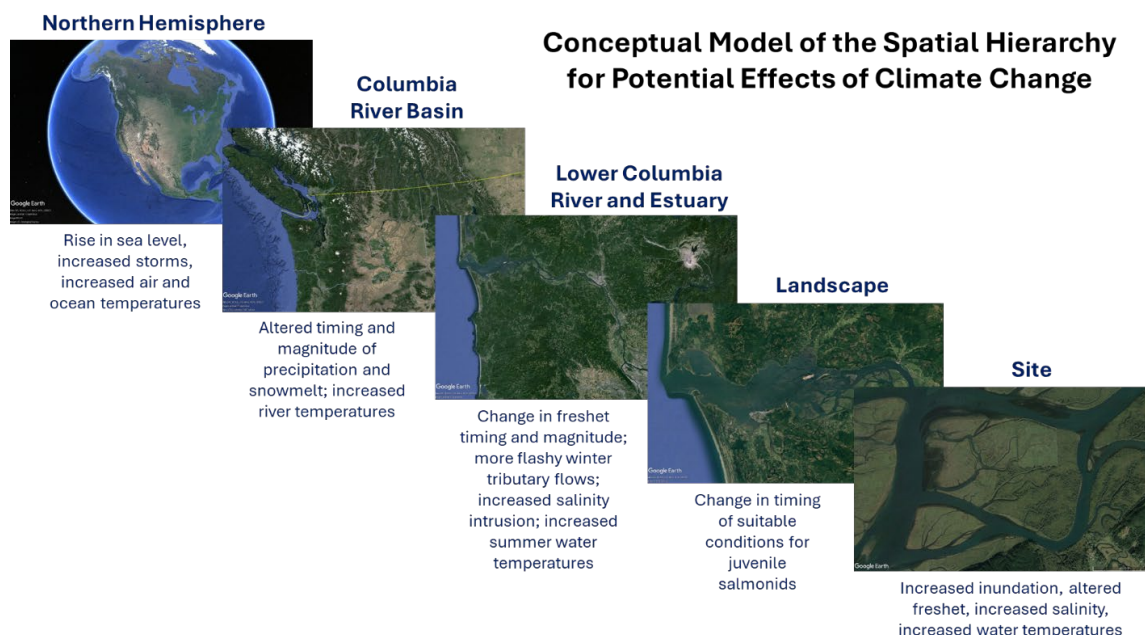 Northern Hemisphere
Conceptual Model of the Spatial Hierarchy
for Potential Effects of Climate Change
Columbia
River Basin
Lower Columbia
River and Estuary
Landscape
Site
Google Earth
Rise in sea level,
increased storms,
increased air and
ocean temperatures
Google Earth
Altered timing and
magnitude of
precipitation and
snowmelt; increased
river temperatures
Google Earth
Change in freshet
timing and magnitude;
more flashy winter
tributary flows;
increased salinity
intrusion; increased
summer water
temperatures
Google Earth
Change in timing
of suitable
conditions for
juvenile
salmonids
Google Earth
Increased inundation, altered
freshet, increased salinity,
increased water temperatures